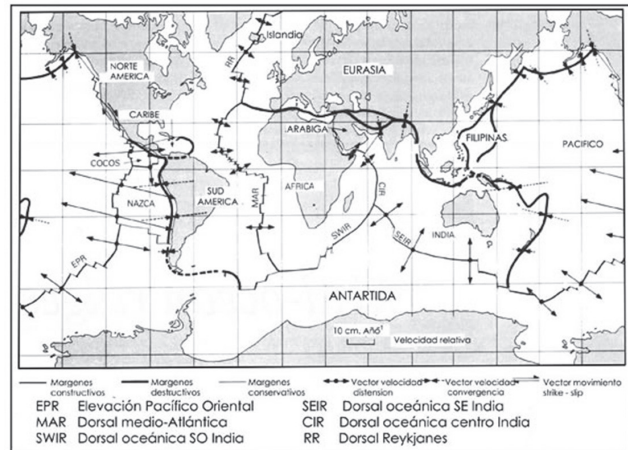 islandia
RR
NORTE
AMERICA
EURASIA
CARIBE
ARABIGA
FILIPINAS
PACIFICO
COCOS
NAZCA
SUD
AMERICA
MAR
AFRICA
CIR
SWIR
SEIR
INDIA
EPR
ANTARTIDA
10 cm. Añó¹
Velocidad relativa
Margenes constructivos
Margenes destructivos
Margenes conservativos
Vector velocidad distension
Vector velocidad convergencia
Vector movimiento strike - slip
EPR Elevación Pacífico Oriental
SEIR Dorsal oceánica SE India
MAR Dorsal medio-Atlántica
CIR Dorsal oceánica centro India
SWIR Dorsal oceánica SO India
RR Dorsal Reykjanes